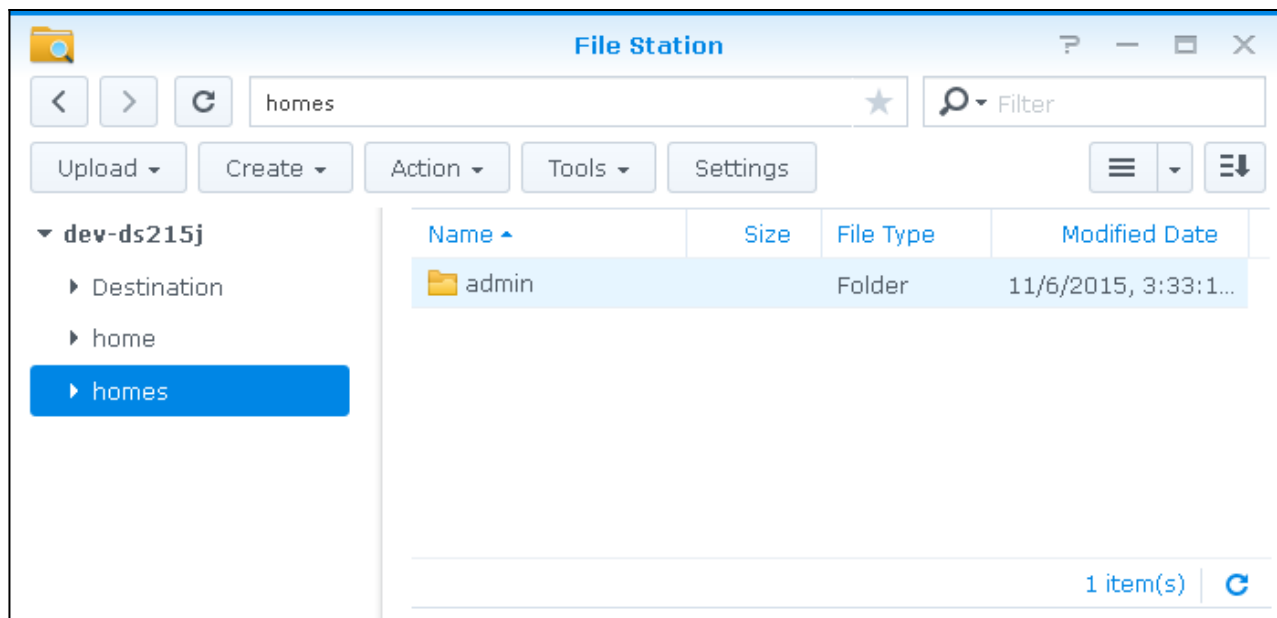 File Station
homes
Filter
Upload Create Action Tools Settings
dev-ds215j
Destination
home
homes
Name Size File Type Modified Date
admin Folder 11/6/2015, 3:33:1...
1 item(s)